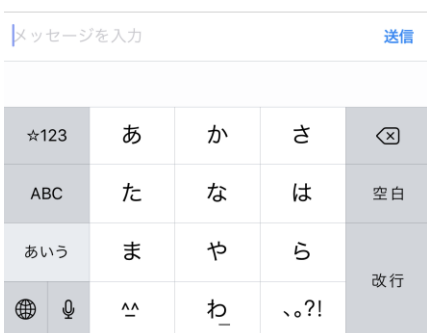 メッセージを入力 送信
☆123 あ か さ
ABC た な は 空白
あいう ま や ら
改行
^^ わ 、。?!